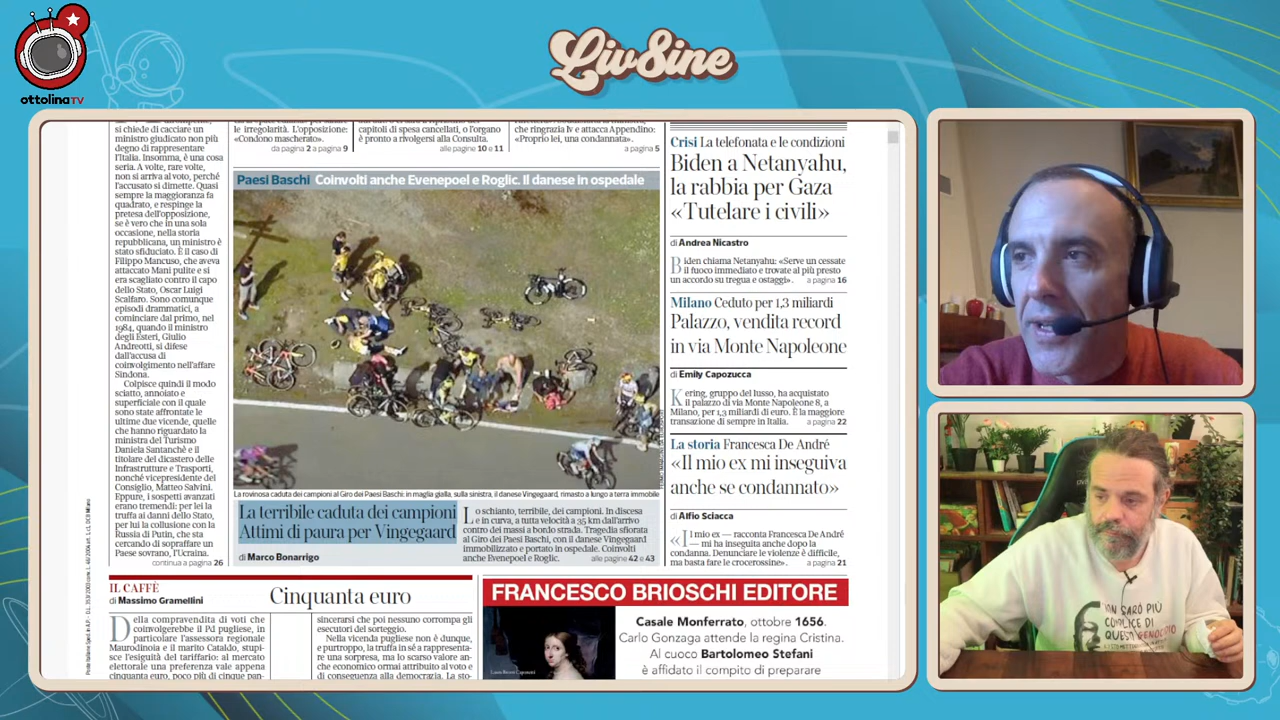 ottolinaTV
Liv8ine
si chiede di cacciare un
ministro giudicato non più
degno di rappresentare
l'Italia. Insomma, è una cosa
seria. A volte, rare volte,
non si arriva al voto, perché
l'accusato si dimette. Quasi
sempre la maggioranza fa
quadrato, e respinge la
pretesa dell'opposizione,
se è vero che in una sola
occasione, nella storia
repubblicana, un ministro è
stato sfiduciato. È il caso di
Filippo Mancuso, che aveva
attaccato Mani pulite e si
era scagliato contro il capo
dello Stato, Oscar Luigi
Scalfaro. Sono comunque
episodi drammatici, a
cominciare dal primo, nel
1984, quando il ministro
degli Esteri, Giulio
Andreotti, si difese
dall'accusa di
coinvolgimento nell'affare
Sindona.
Colpisce quindi il modo
sciatto, annoiato e
superficiale con il quale
sono state affrontate le
ultime due vicende, quelle
che hanno riguardato la
ministra del Turismo
Daniela Santanchè e il
titolare del dicastero delle
Infrastrutture e Trasporti,
nonché vicepresidente del
Consiglio, Matteo Salvini.
Eppure, i sospetti avanzati
erano tremendi: per lei la
truffa ai danni dello Stato,
per lui la collusione con la
Russia di Putin, che sta
cercando di sopraffare un
Paese sovrano, l'Ucraina.
continua a pagina 26
le irregolarità. L'opposizione:
«Condono mascherato».
da pagina 2 a pagina 9
capitoli di spesa cancellati, o l'organo
è pronto a rivolgersi alla Consulta.
alle pagine 10 e 11
che ringrazia Iv e attacca Appendino:
«Proprio lei, una condannata».
a pagina 5
Paesi Baschi Coinvolti anche Evenepoel e Roglic. Il danese in ospedale
La rovinosa caduta dei campioni al Giro dei Paesi Baschi: in maglia gialla, sulla sinistra, il danese Vingegaard, rimasto a lungo a terra immobile
La terribile caduta dei campioni
Attimi di paura per Vingegaard
di Marco Bonarrigo
Lo schianto, terribile, dei campioni. In discesa
e in curva, a tutta velocità a 35 km dall'arrivo
contro dei massi a bordo strada. Tragedia sfiorata
al Giro dei Paesi Baschi, con il danese Vingegaard
immobilizzato e portato in ospedale. Coinvolti
anche Evenepoel e Roglic.
alle pagine 42 e 43
Crisi La telefonata e le condizioni
Biden a Netanyahu,
la rabbia per Gaza
«Tutelare i civili»
di Andrea Nicastro
Biden chiama Netanyahu: «Serve un cessate
il fuoco immediato e trovate al più presto
un accordo su tregua e ostaggi».
a pagina 16
Milano Ceduto per 1,3 miliardi
Palazzo, vendita record
in via Monte Napoleone
di Emily Capozucca
Kering, gruppo del lusso, ha acquistato
il palazzo di via Monte Napoleone 8, a
Milano, per 1,3 miliardi di euro. È la maggiore
transazione di sempre in Italia.
a pagina 22
La storia Francesca De André
«Il mio ex mi inseguiva
anche se condannato»
di Alfio Sciacca
«Il mio ex — racconta Francesca De André
— mi ha inseguita anche dopo la
condanna. Denunciare le violenze è difficile,
ma basta fare le crocerossine».
a pagina 21
IL CAFFÈ
di Massimo Gramellini
Cinquanta euro
Della compravendita di voti che
coinvolgerebbe il Pd pugliese, in
particolare l'assessora regionale
Maurodinoia e il marito Cataldo, stupi-
sce l'esiguità del tariffario: al mercato
elettorale una preferenza vale appena
cinquanta euro, poco più di cinque pan-
sincerarsi che poi nessuno corrompa gli
esecutori del sorteggio.
Nella vicenda pugliese non è dunque,
e purtroppo, la truffa in sé a rappresenta-
re una sorpresa, ma lo scarso valore an-
che economico ormai attribuito al voto e
di conseguenza alla democrazia. La sto-
FRANCESCO BRIOSCHI EDITORE
Casale Monferrato, ottobre 1656.
Carlo Gonzaga attende la regina Cristina.
Al cuoco Bartolomeo Stefani
è affidato il compito di preparare
NON SARÒ PIÙ
COMPLICE DI
QUESTO GENOCIDIO